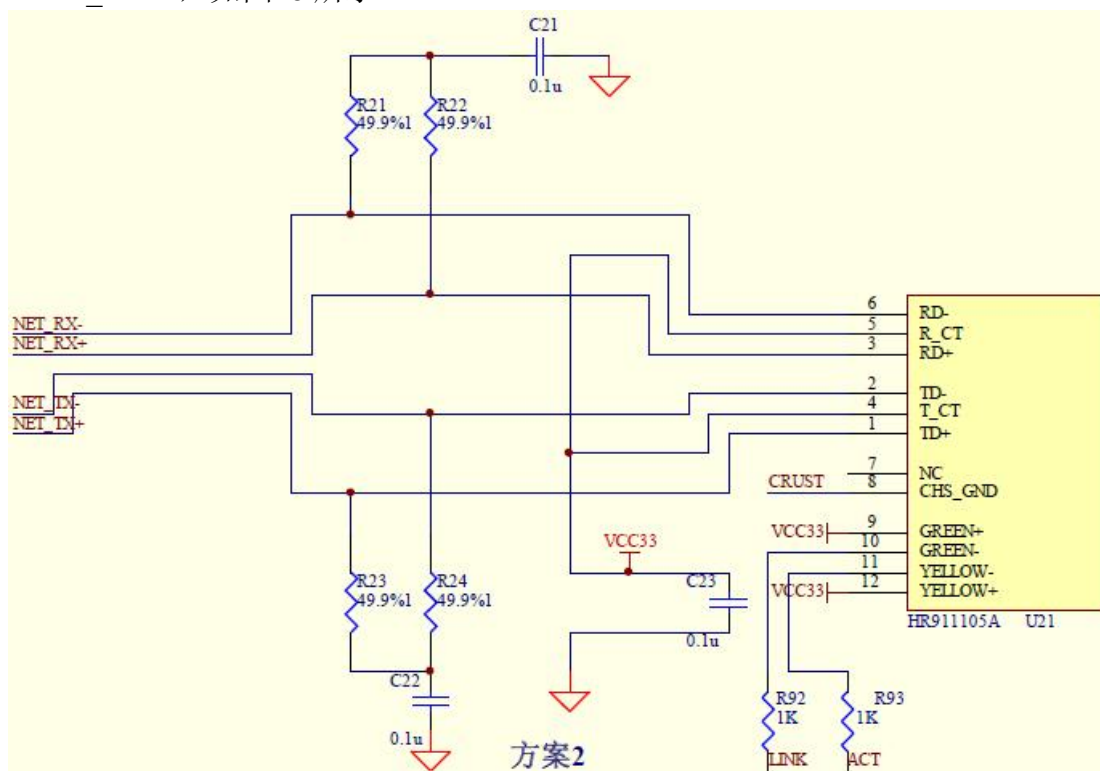 C21
0.1u
R21
49.9%1
R22
49.9%1
NET_RX-
NET_RX+
NET_TX-
NET_TX+
6 RD-
5 R_CT
3 RD+
2 TD-
4 T_CT
1 TD+
7 NC
CRUST 8 CHS_GND
VCC33 9 GREEN+
10 GREEN-
11 YELLOW-
VCC33 12 YELLOW+
HR911105A U21
VCC33
C23
0.1u
R23
49.9%1
R24
49.9%1
C22
0.1u
R92
1K
R93
1K
LINK
ACT
方案2